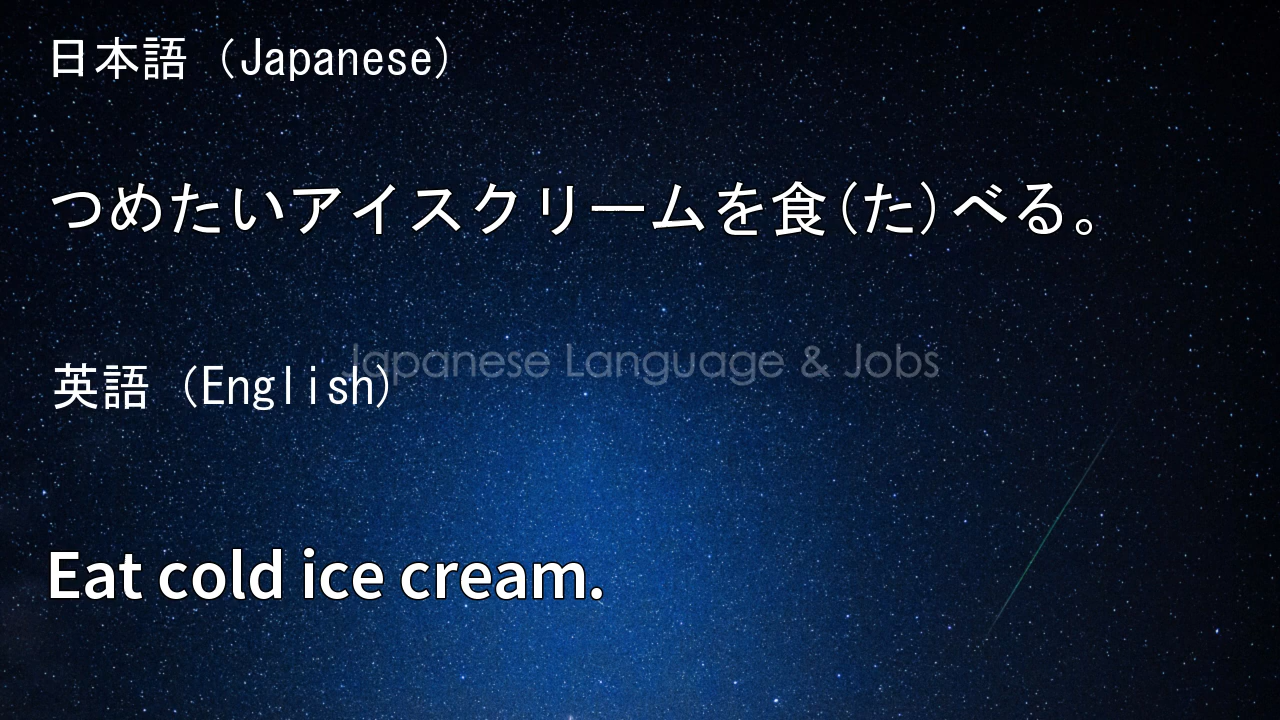 日本語 (Japanese)
つめたいアイスクリームを食(た)べる。
Japanese Language & Jobs
英語 (English)
Eat cold ice cream.